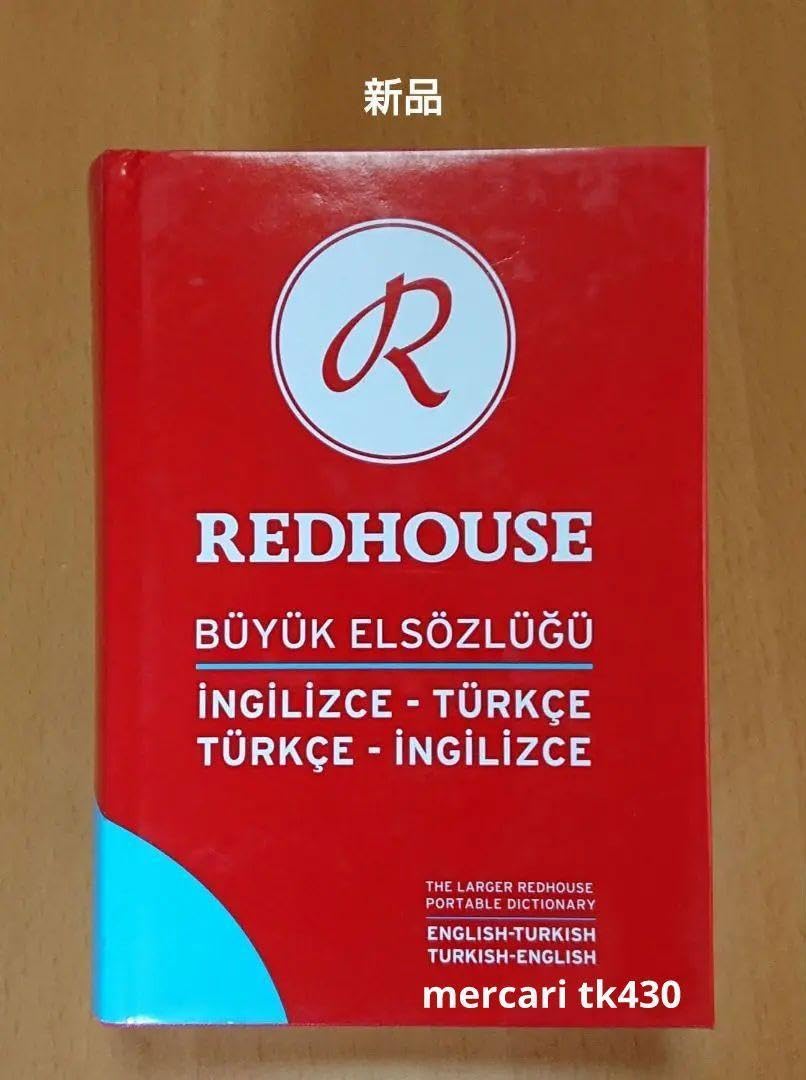 新品
R
REDHOUSE
BÜYÜK ELSÖZLÜĞÜ
İNGİLİZCE - TÜRKÇE
TÜRKÇE - İNGİLİZCE
THE LARGER REDHOUSE
PORTABLE DICTIONARY
ENGLISH-TURKISH
TURKISH-ENGLISH
mercari tk430